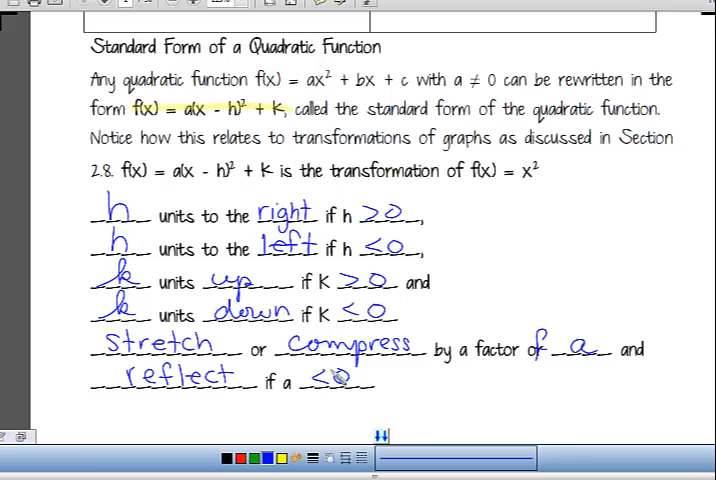 Standard Form of a Quadratic Function
Any quadratic function f(x) = ax² + bx + c with a ≠ 0 can be rewritten in the
form f(x) = a(x - h)² + k, called the standard form of the quadratic function.
Notice how this relates to transformations of graphs as discussed in Section
2.8. f(x) = a(x - h)² + k is the transformation of f(x) = x²
h units to the right if h >0,
h units to the left if h <0,
k units up if k >0 and
k units down if k <0
stretch or compress by a factor of a and
reflect if a <0